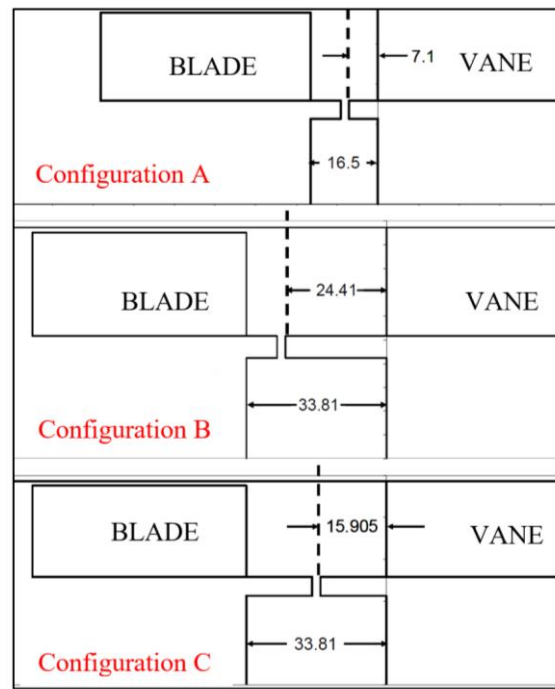 BLADE
7.1
VANE
16.5
Configuration A
24.41
BLADE
VANE
33.81
Configuration B
15.905
BLADE
VANE
33.81
Configuration C